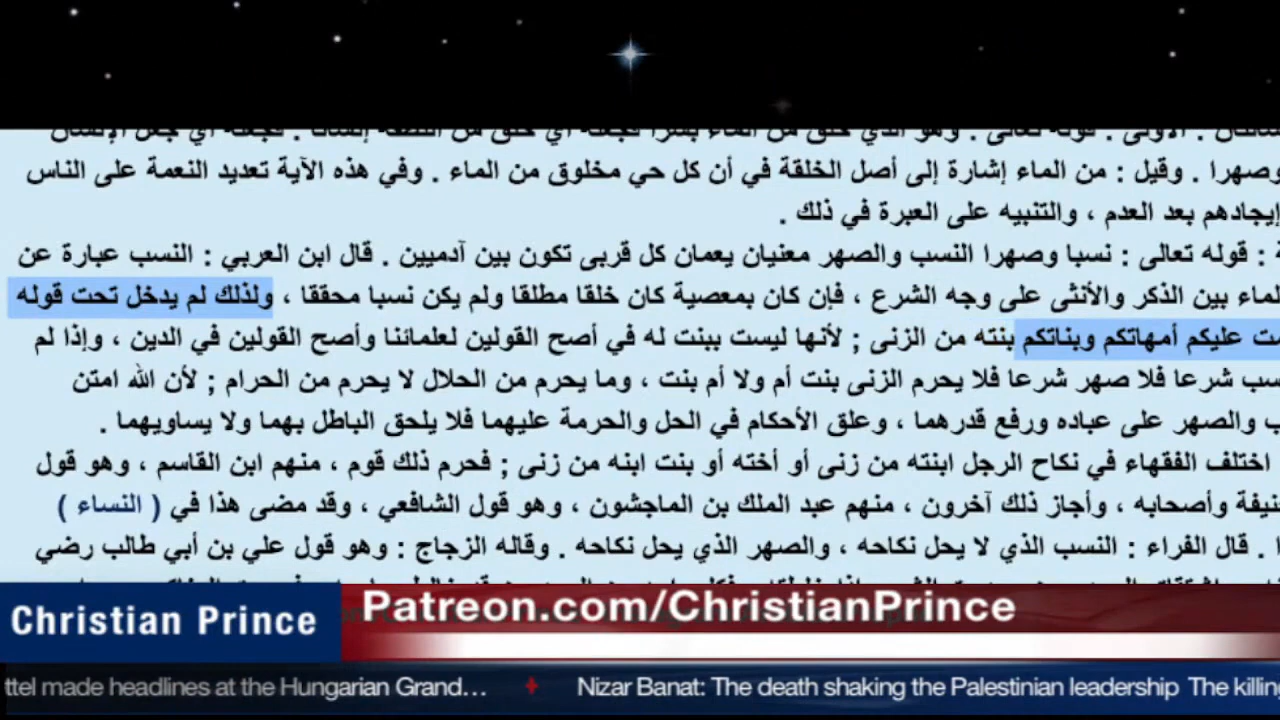 وصهرا . وقيل : من الماء إشارة إلى أصل الخلقة في أن كل حي مخلوق من الماء . وفي هذه الآية تعديد النعمة على الناس
إيجادهم بعد العدم ، والتنبيه على العبرة في ذلك .
: قوله تعالى : نسبا وصهرا النسب والصهر معنيان يعمان كل قربى تكون بين آدميين . قال ابن العربي : النسب عبارة عن
لماء بين الذكر والأنثى على وجه الشرع ، فإن كان بمعصية كان خلقا مطلقا ولم يكن نسبا محققا ، ولذلك لم يدخل تحت قوله
مت عليكم أمهاتكم وبناتكم بنته من الزنى ; لأنها ليست ببنت له في أصح القولين لعلمائنا وأصح القولين في الدين ، وإذا لم
سب شرعا فلا صهر شرعا فلا يحرم الزنى بنت أم ولا أم بنت ، وما يحرم من الحلال لا يحرم من الحرام ; لأن الله امتن
ب والصهر على عباده ورفع قدرهما ، وعلق الأحكام في الحل والحرمة عليهما فلا يلحق الباطل بهما ولا يساويهما .
اختلف الفقهاء في نكاح الرجل ابنته من زنى أو أخته أو بنت ابنه من زنى ; فحرم ذلك قوم ، منهم ابن القاسم ، وهو قول
نيفة وأصحابه ، وأجاز ذلك آخرون ، منهم عبد الملك بن الماجشون ، وهو قول الشافعي ، وقد مضى هذا في ( النساء )
ا . قال الفراء : النسب الذي لا يحل نكاحه ، والصهر الذي يحل نكاحه . وقاله الزجاج : وهو قول علي بن أبي طالب رضي
Christian Prince
Patreon.com/ChristianPrince
ttel made headlines at the Hungarian Grand… Nizar Banat: The death shaking the Palestinian leadership The killing